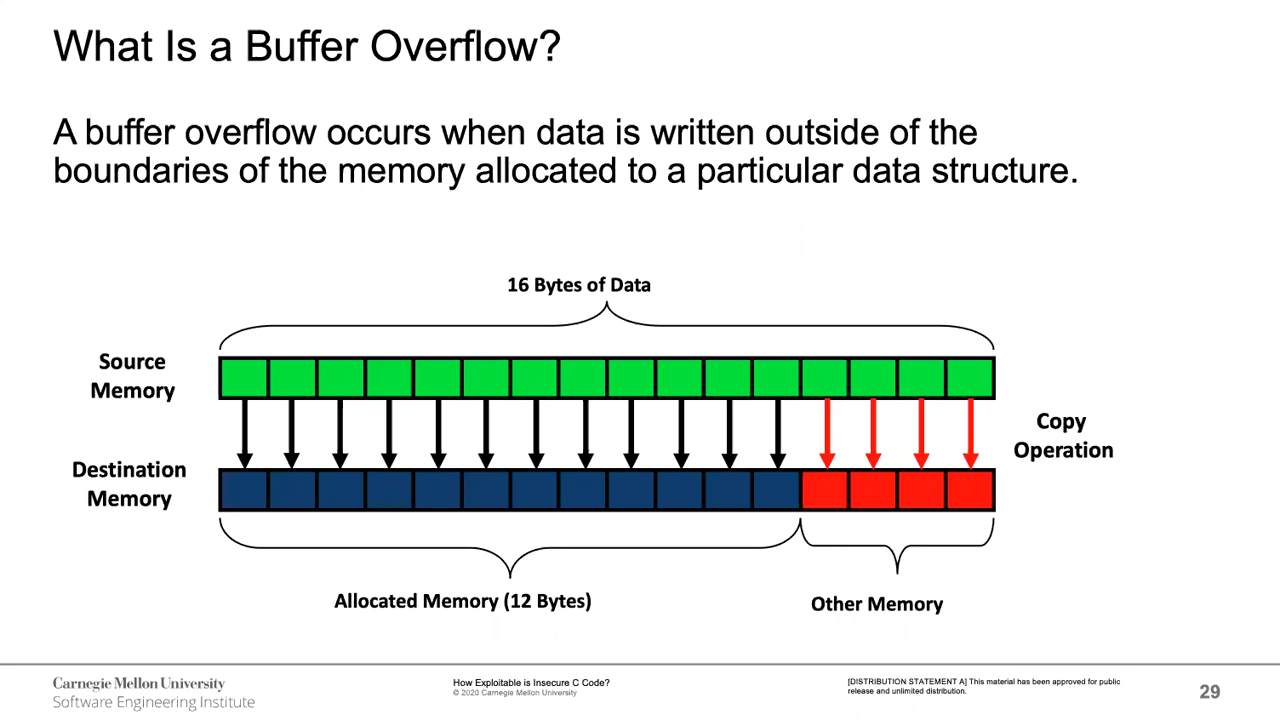 What Is a Buffer Overflow?
A buffer overflow occurs when data is written outside of the
boundaries of the memory allocated to a particular data structure.
16 Bytes of Data
Source
Memory
Copy
Operation
Destination
Memory
Allocated Memory (12 Bytes)
Other Memory
Carnegie Mellon University
Software Engineering Institute
How Exploitable is Insecure C Code?
© 2020 Carnegie Mellon University
[DISTRIBUTION STATEMENT A] This material has been approved for public
release and unlimited distribution.
29